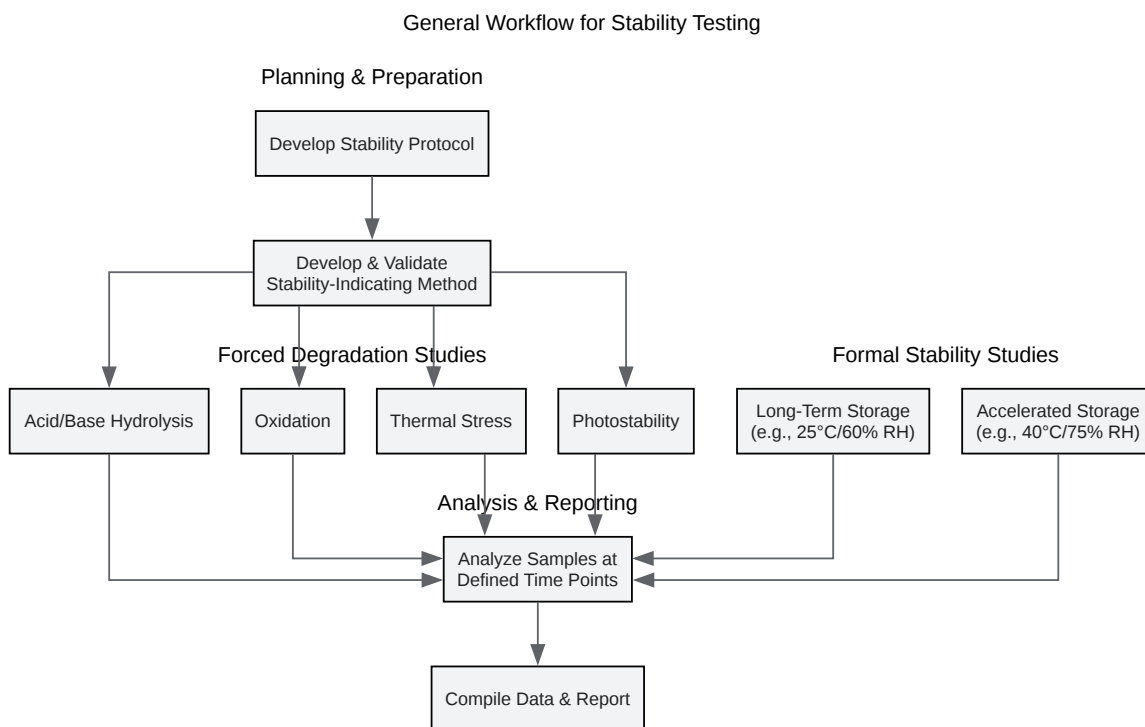 General Workflow for Stability Testing
Planning & Preparation
Develop Stability Protocol
Develop & Validate
Stability-Indicating Method
Forced Degradation Studies
Formal Stability Studies
Acid/Base Hydrolysis
Oxidation
Thermal Stress
Photostability
Long-Term Storage
(e.g., 25°C/60% RH)
Accelerated Storage
(e.g., 40°C/75% RH)
Analysis & Reporting
Analyze Samples at
Defined Time Points
Compile Data & Report